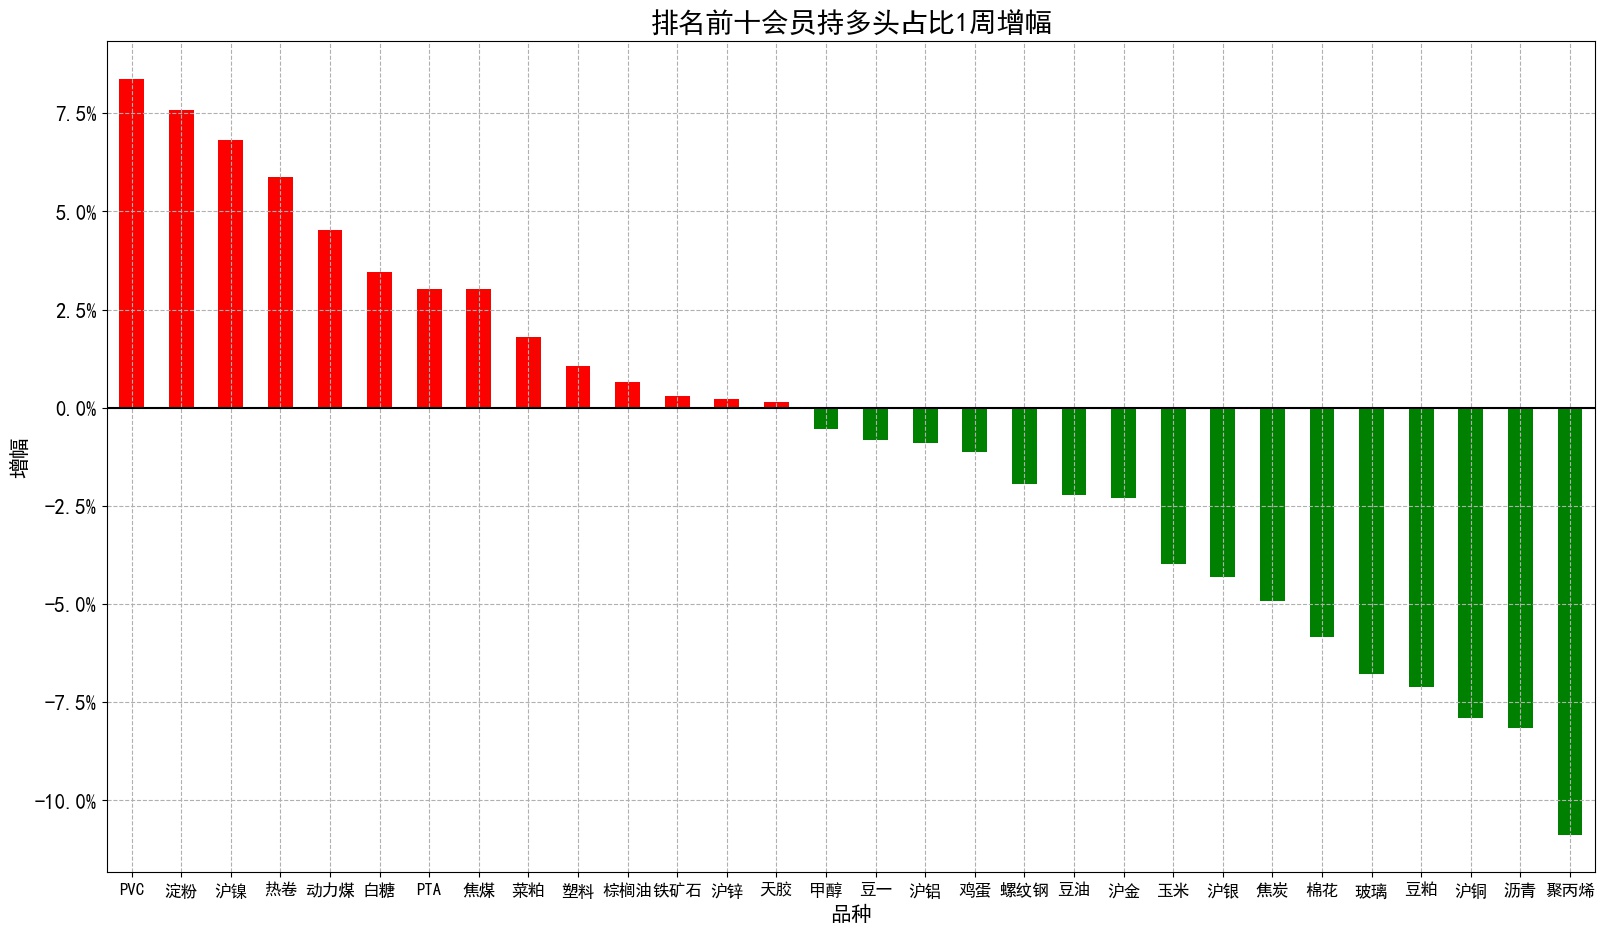 排名前十会员持多头占比1周增幅
7.5%
5.0%
2.5%
0.0%
−2.5%
−5.0%
−7.5%
−10.0%
增幅
PVC 淀粉 沪镍 热卷 动力煤 白糖 PTA 焦煤 菜粕 塑料 棕榈油 铁矿石 沪锌 天胶 甲醇 豆一 沪铝 鸡蛋 螺纹钢 豆油 沪金 玉米 沪银 焦炭 棉花 玻璃 豆粕 沪铜 沥青 聚丙烯
品种